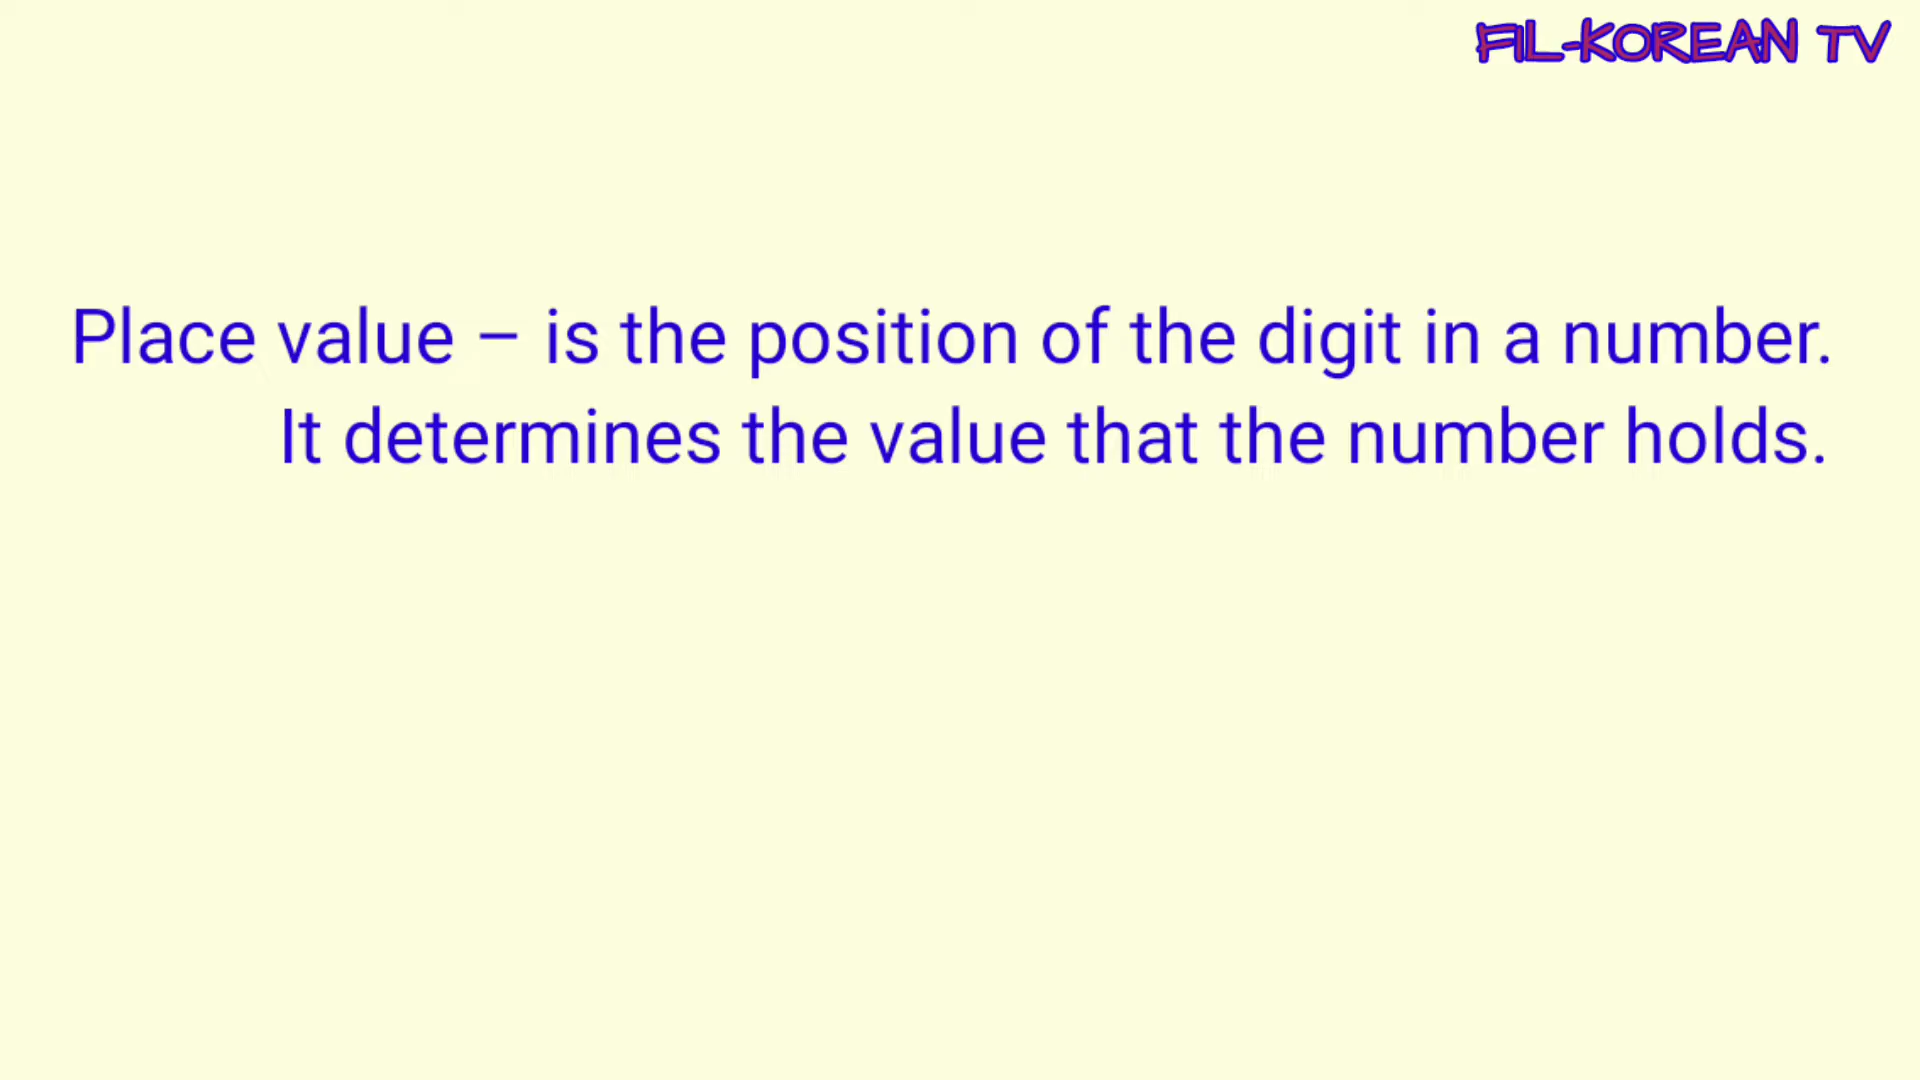 FIL-KOREAN TV
Place value – is the position of the digit in a number.
It determines the value that the number holds.